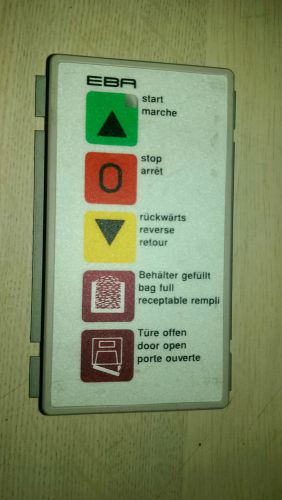 EBA
start
marche
stop
arrêt
0
rückwärts
reverse
retour
Behälter gefüllt
bag full
receptable rempli
Türe offen
door open
porte ouverte